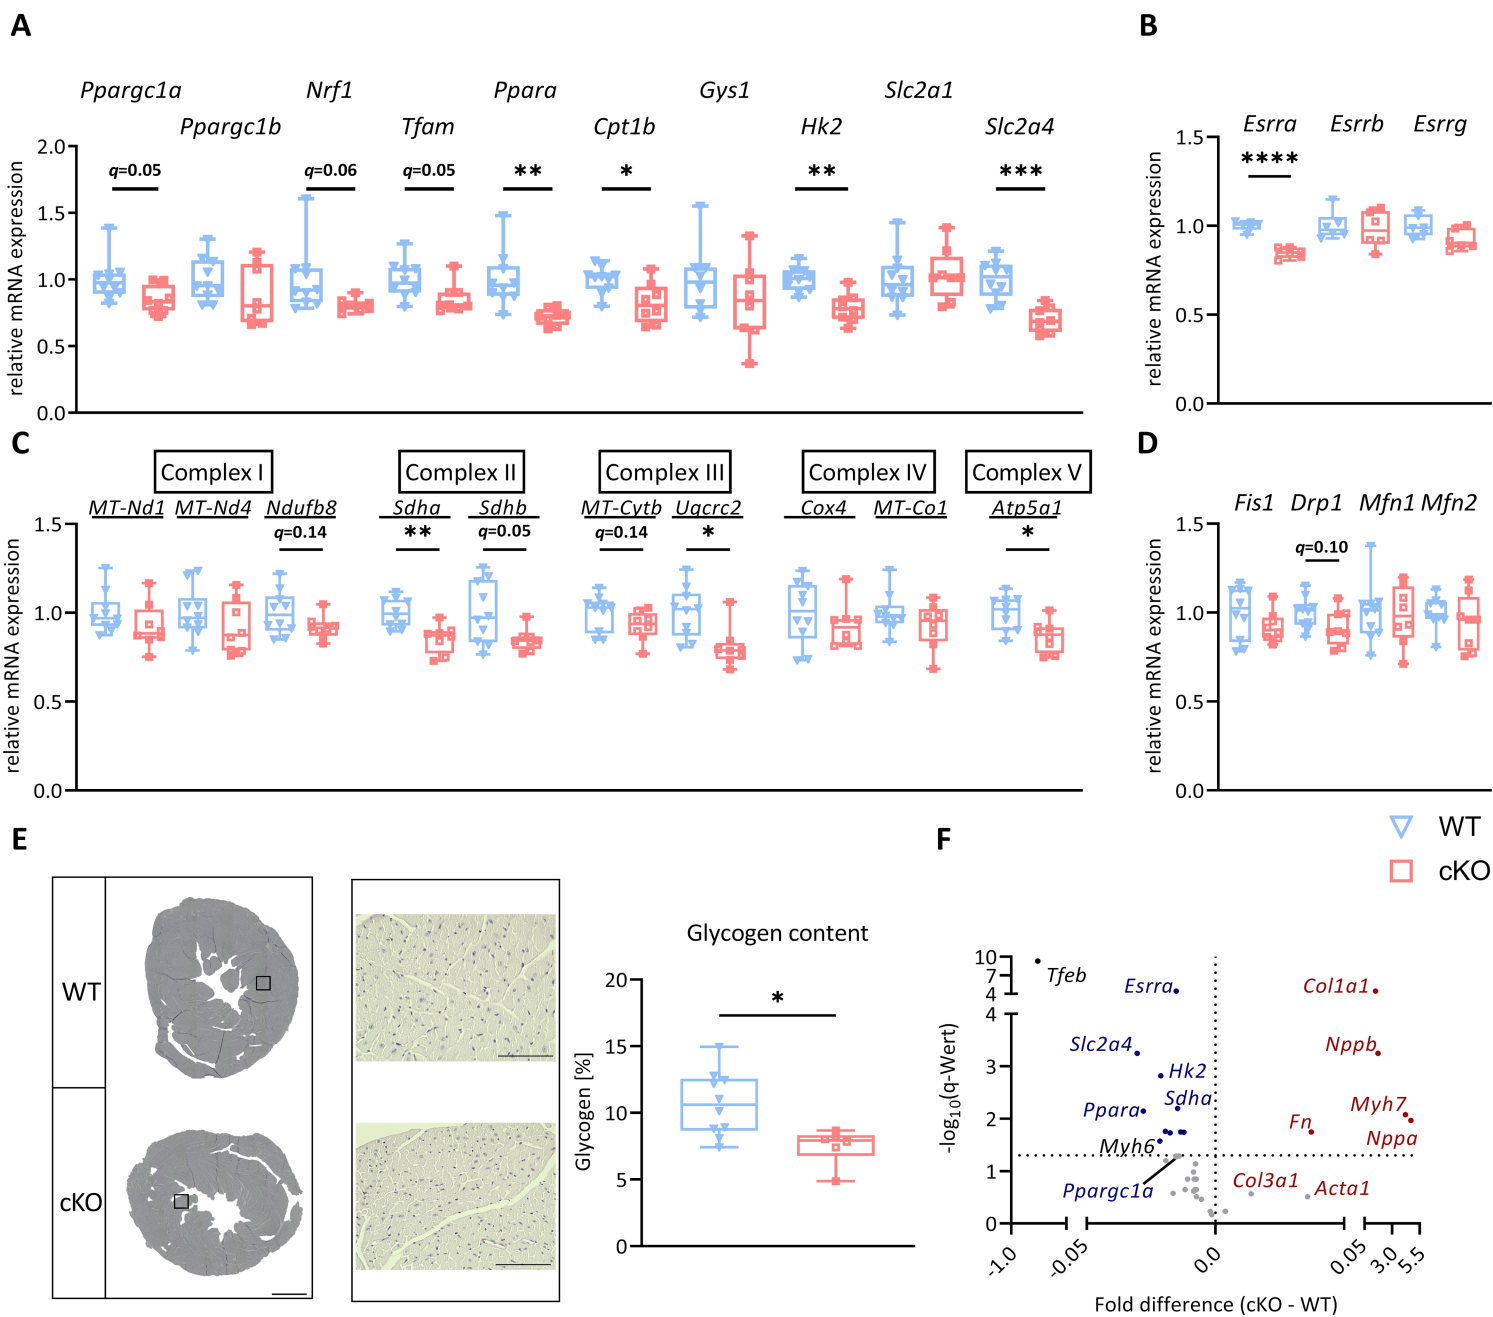 A
Ppargc1a Nrf1 Ppara Gys1 Slc2a1
Ppargc1b Tfam Cpt1b Hk2 Slc2a4
relative mRNA expression
2.0
1.5
1.0
0.5
0.0
q=0.05 q=0.06 q=0.05 ** * ** ***
B
Esrra Esrrb Esrrg
relative mRNA expression
1.5
1.0
0.5
0.0
****
C
Complex I Complex II Complex III Complex IV Complex V
MT-Nd1 MT-Nd4 Ndufb8 Sdha Sdhb MT-Cytb Uqcrc2 Cox4 MT-Co1 Atp5a1
q=0.14 ** q=0.05 q=0.14 * *
relative mRNA expression
1.5
1.0
0.5
0.0
D
Fis1 Drp1 Mfn1 Mfn2
q=0.10
relative mRNA expression
1.5
1.0
0.5
0.0
WT
cKO
E
WT
cKO
Glycogen content
Glycogen [%]
20
15
10
5
0
*
F
-log10(q-Wert)
10
7
4
4
3
2
1
0
Tfeb
Esrra
Col1a1
Slc2a4
Nppb
Hk2
Sdha
Ppara
Myh7
Fn
Nppa
Myh6
Ppargc1a
Col3a1
Acta1
-1.0 -0.05 0.0 0.05 3.0 5.5
Fold difference (cKO - WT)